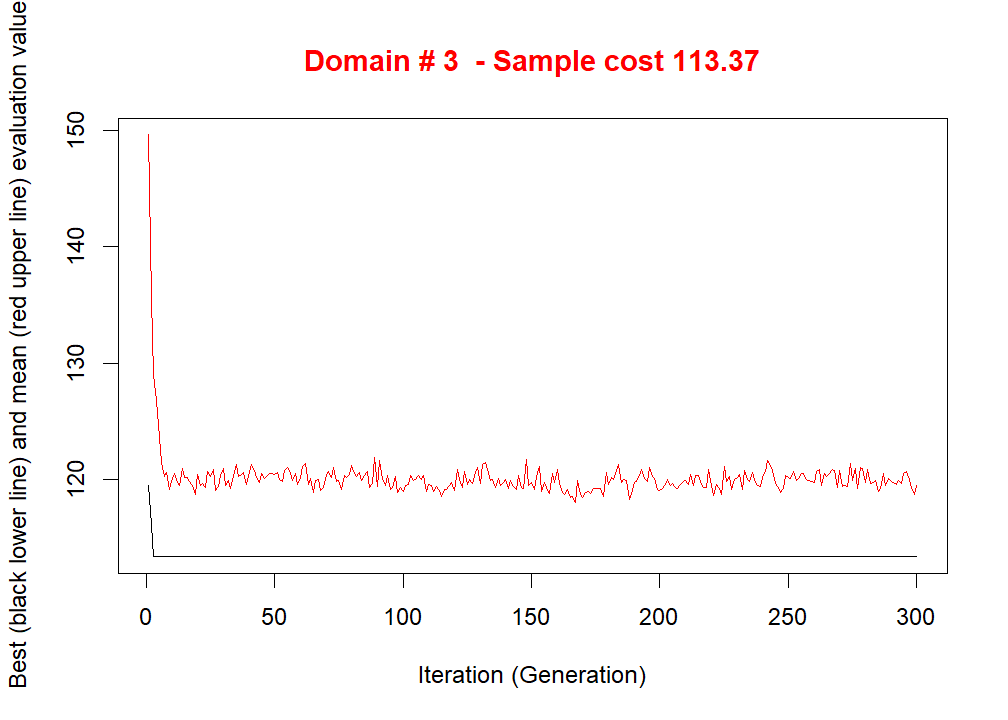 Domain # 3  - Sample cost 113.37
Best (black lower line) and mean (red upper line) evaluation value
150
140
130
120
0 50 100 150 200 250 300
Iteration (Generation)